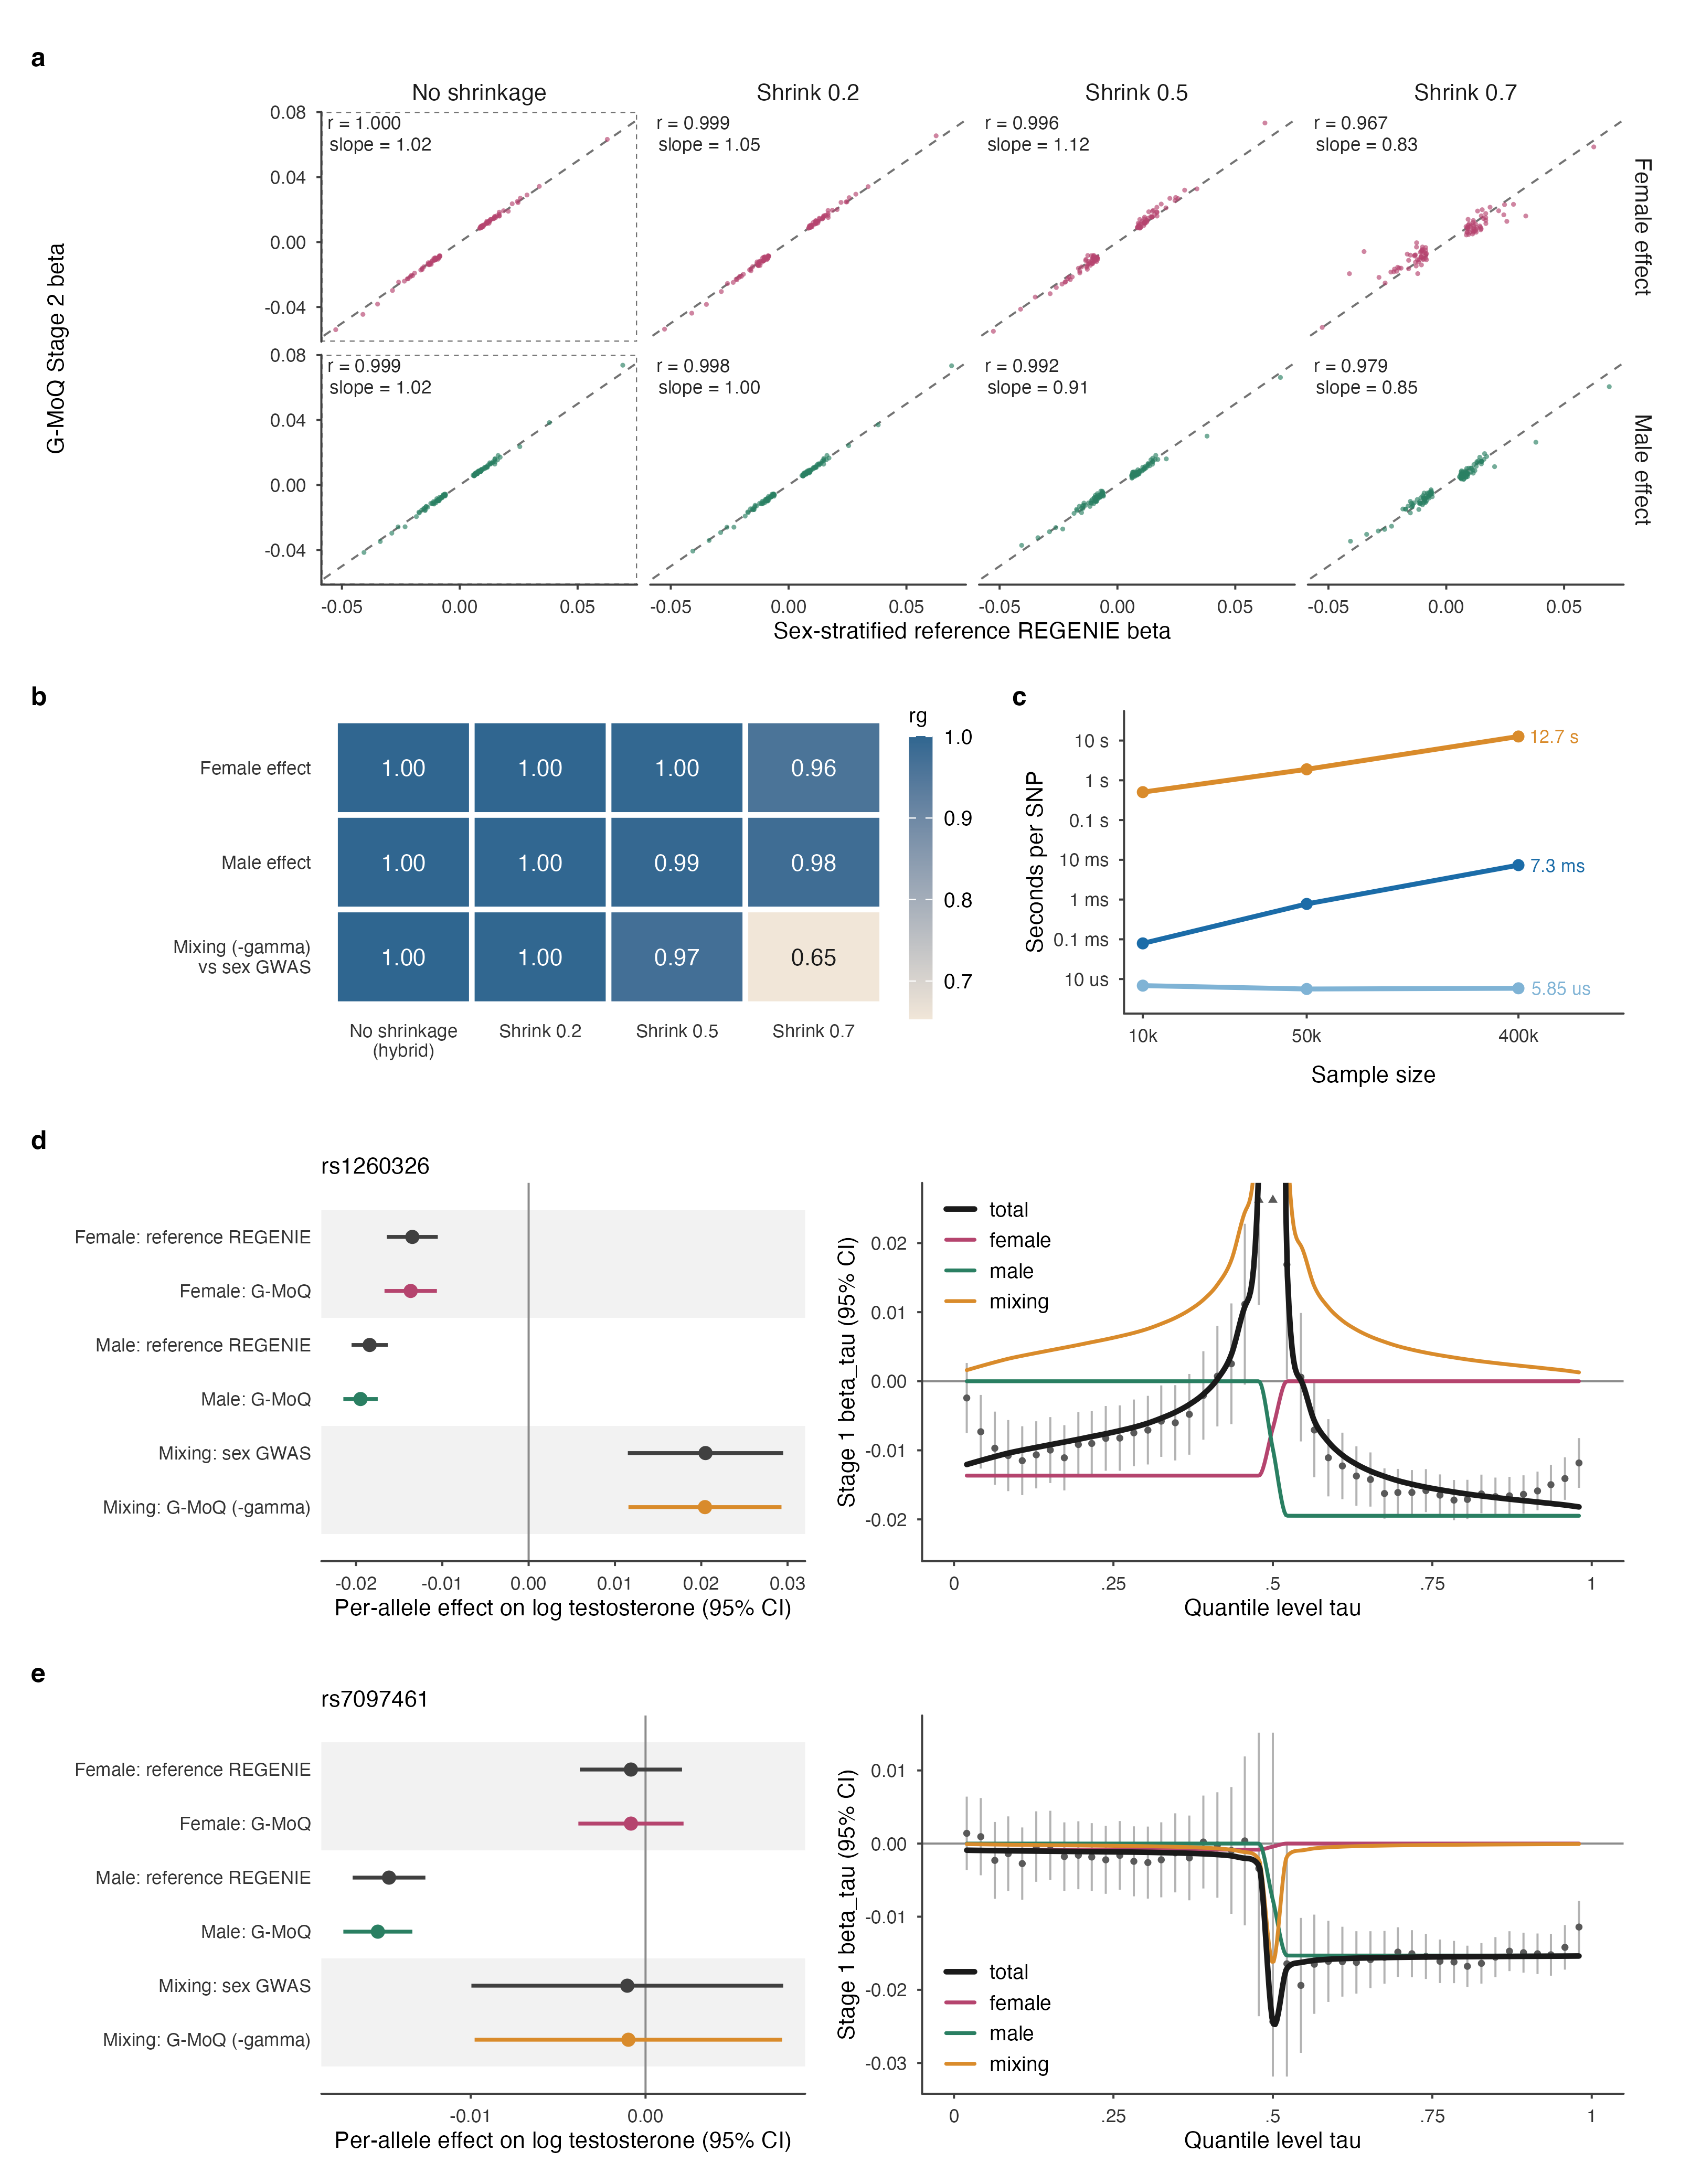 a
No shrinkage
Shrink 0.2
Shrink 0.5
Shrink 0.7
G-MoQ Stage 2 beta
0.08
0.04
0.00
-0.04
r = 1.000
slope = 1.02
r = 0.999
slope = 1.05
r = 0.996
slope = 1.12
r = 0.967
slope = 0.83
Female effect
0.08
0.04
0.00
-0.04
r = 0.999
slope = 1.02
r = 0.998
slope = 1.00
r = 0.992
slope = 0.91
r = 0.979
slope = 0.85
Male effect
-0.05
0.00
0.05
-0.05
0.00
0.05
-0.05
0.00
0.05
-0.05
0.00
0.05
Sex-stratified reference REGENIE beta
b
Female effect
1.00
1.00
1.00
0.96
Male effect
1.00
1.00
0.99
0.98
Mixing (-gamma)
vs sex GWAS
1.00
1.00
0.97
0.65
No shrinkage
(hybrid)
Shrink 0.2
Shrink 0.5
Shrink 0.7
rg
1.0
0.9
0.8
0.7
c
Seconds per SNP
10 s
1 s
0.1 s
10 ms
1 ms
0.1 ms
10 us
12.7 s
7.3 ms
5.85 us
10k
50k
400k
Sample size
d
rs1260326
Female: reference REGENIE
Female: G-MoQ
Male: reference REGENIE
Male: G-MoQ
Mixing: sex GWAS
Mixing: G-MoQ (-gamma)
-0.02
-0.01
0.00
0.01
0.02
0.03
Per-allele effect on log testosterone (95% CI)
Stage 1 beta_tau (95% CI)
0.02
0.01
0.00
-0.01
-0.02
total
female
male
mixing
0
.25
.5
.75
1
Quantile level tau
e
rs7097461
Female: reference REGENIE
Female: G-MoQ
Male: reference REGENIE
Male: G-MoQ
Mixing: sex GWAS
Mixing: G-MoQ (-gamma)
-0.01
0.00
Per-allele effect on log testosterone (95% CI)
Stage 1 beta_tau (95% CI)
0.01
0.00
-0.01
-0.02
-0.03
total
female
male
mixing
0
.25
.5
.75
1
Quantile level tau